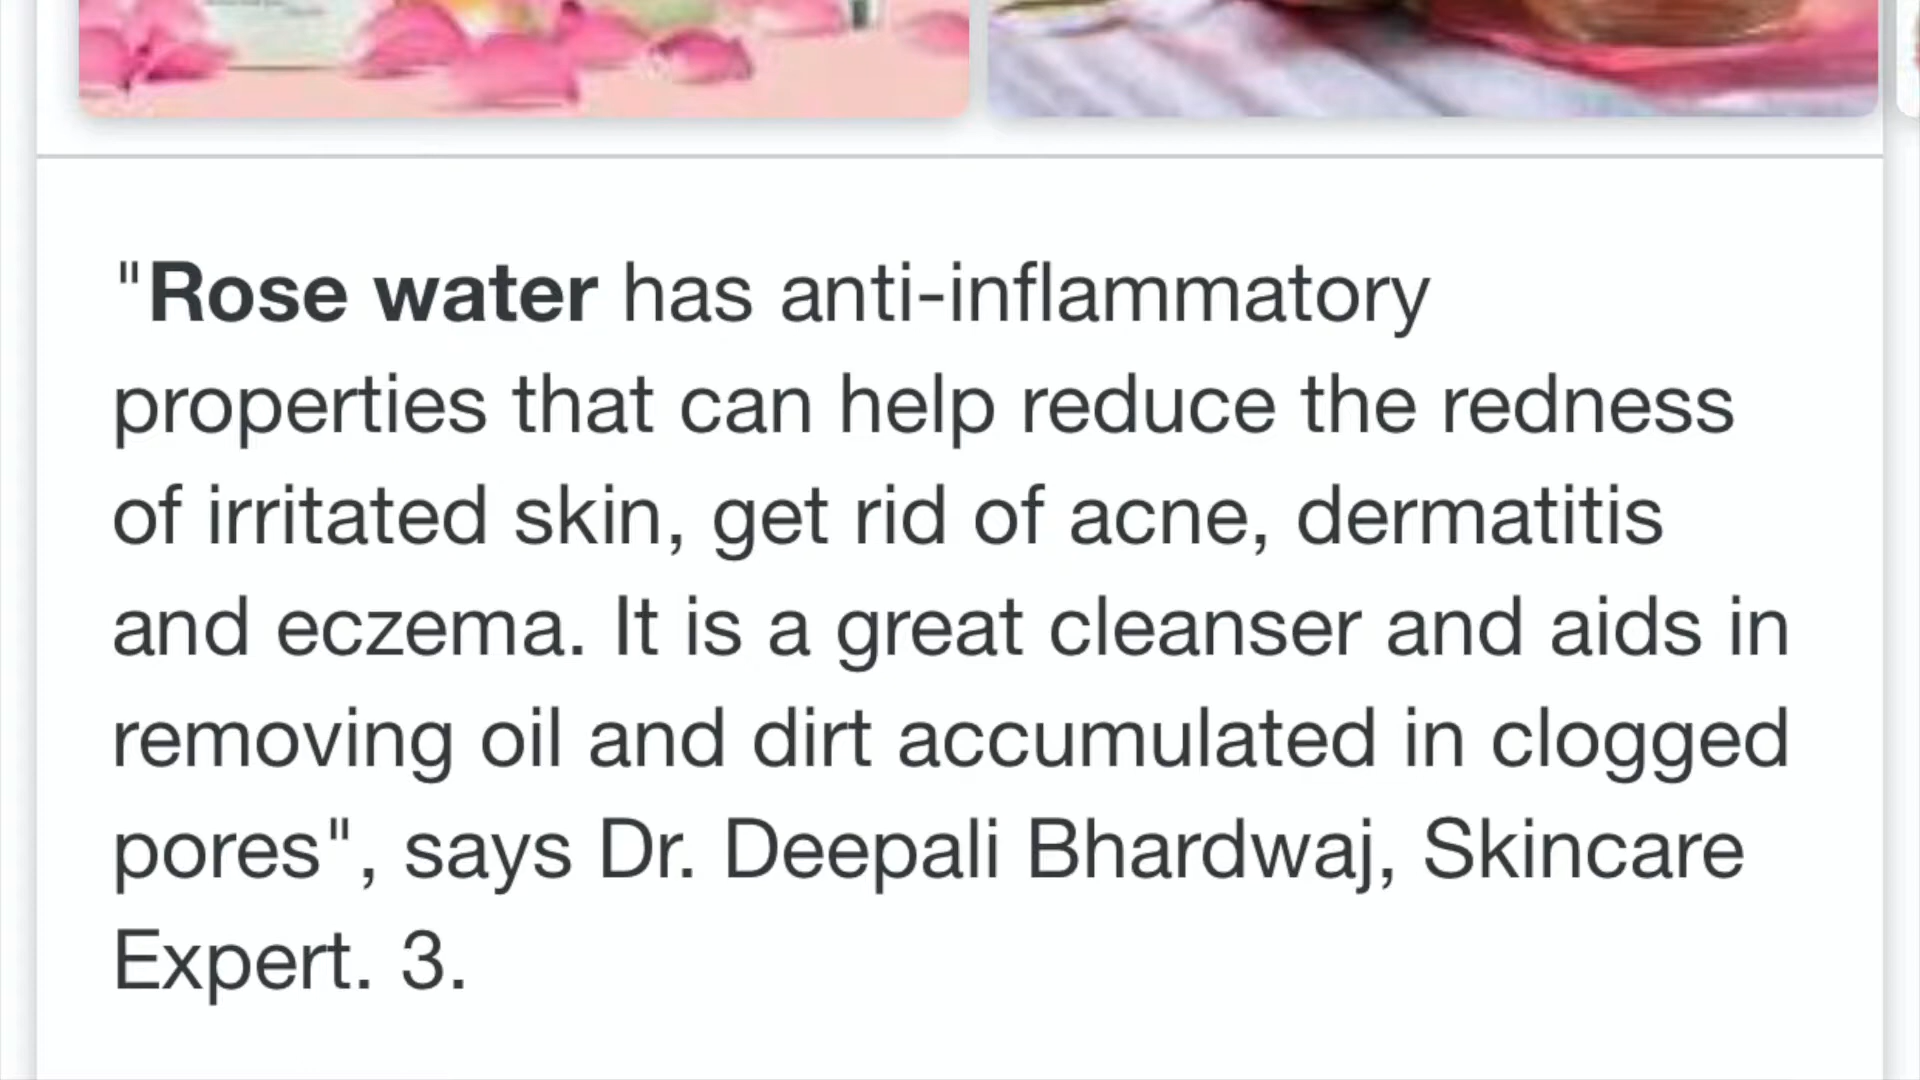 "Rose water has anti-inflammatory
properties that can help reduce the redness
of irritated skin, get rid of acne, dermatitis
and eczema. It is a great cleanser and aids in
removing oil and dirt accumulated in clogged
pores", says Dr. Deepali Bhardwaj, Skincare
Expert. 3.